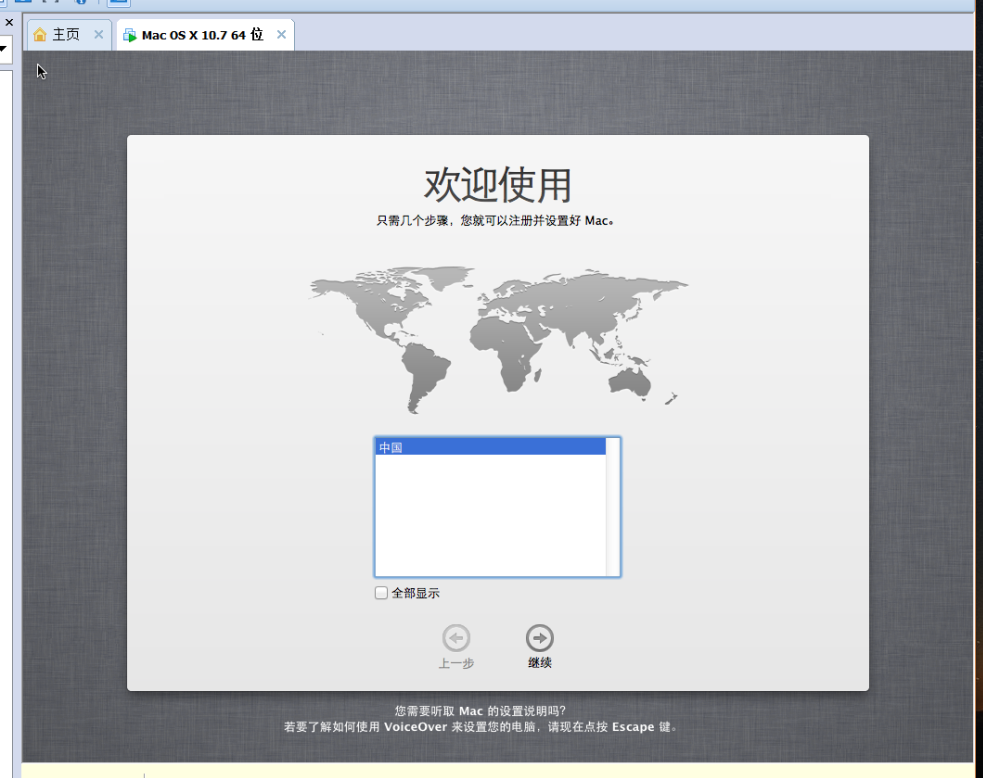 主页
Mac OS X 10.7 64 位
欢迎使用
只需几个步骤，您就可以注册并设置好 Mac。
中国
全部显示
上一步
继续
您需要听取 Mac 的设置说明吗？
若要了解如何使用 VoiceOver 来设置您的电脑，请现在点按 Escape 键。